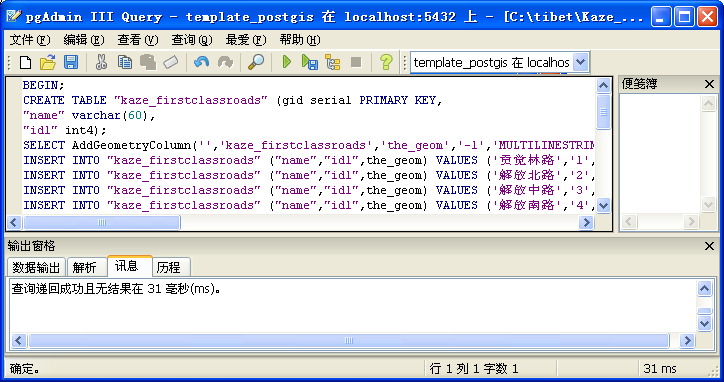 pgAdmin III Query - template_postgis 在 localhost:5432 上 - [C:\tibet\Kaze_...
文件(F) 编辑(E) 查看(V) 查询(Q) 最爱(F) 帮助(H)
template_postgis 在 localhos
BEGIN;
CREATE TABLE "kaze_firstclassroads" (gid serial PRIMARY KEY,
"name" varchar(60),
"id1" int4);
SELECT AddGeometryColumn('','kaze_firstclassroads','the_geom','-1','MULTILINESTRIN
INSERT INTO "kaze_firstclassroads" ("name","id1",the_geom) VALUES ('贡觉林路','1',
INSERT INTO "kaze_firstclassroads" ("name","id1",the_geom) VALUES ('解放北路','2',
INSERT INTO "kaze_firstclassroads" ("name","id1",the_geom) VALUES ('解放中路','3',
INSERT INTO "kaze_firstclassroads" ("name","id1",the_geom) VALUES ('解放南路','4',
便笺簿
输出窗格
数据输出 解析 讯息 历程
查询递回成功且无结果在 31 毫秒(ms)。
确定。 行 1 列 1 字数 1 31 ms